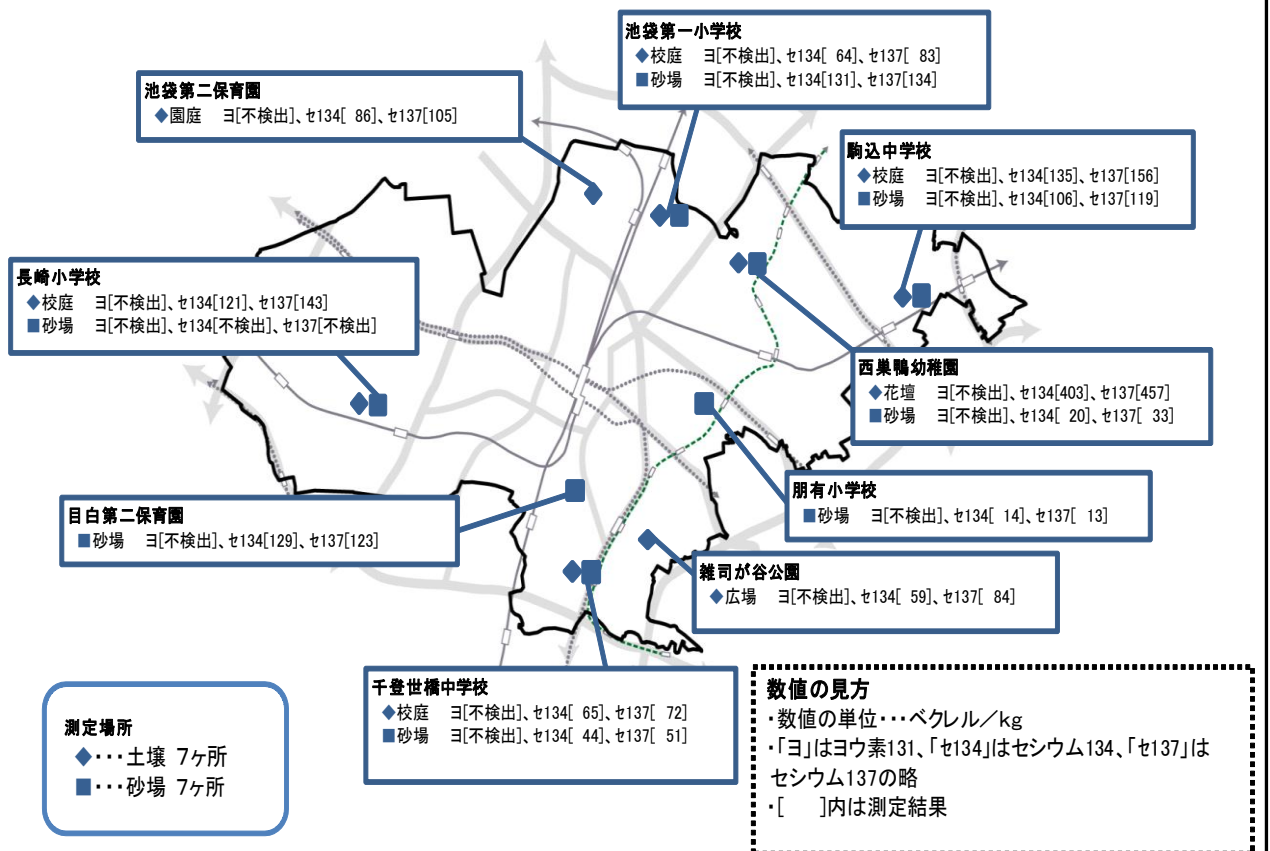 池袋第一小学校
◆校庭 ヨ[不検出]、セ134[ 64]、セ137[ 83]
■砂場 ヨ[不検出]、セ134[131]、セ137[134]
池袋第二保育園
◆園庭 ヨ[不検出]、セ134[ 86]、セ137[105]
駒込中学校
◆校庭 ヨ[不検出]、セ134[135]、セ137[156]
■砂場 ヨ[不検出]、セ134[106]、セ137[119]
長崎小学校
◆校庭 ヨ[不検出]、セ134[121]、セ137[143]
■砂場 ヨ[不検出]、セ134[不検出]、セ137[不検出]
西巣鴨幼稚園
◆花壇 ヨ[不検出]、セ134[403]、セ137[457]
■砂場 ヨ[不検出]、セ134[ 20]、セ137[ 33]
朋有小学校
■砂場 ヨ[不検出]、セ134[ 14]、セ137[ 13]
目白第二保育園
■砂場 ヨ[不検出]、セ134[129]、セ137[123]
雑司が谷公園
◆広場 ヨ[不検出]、セ134[ 59]、セ137[ 84]
千登世橋中学校
◆校庭 ヨ[不検出]、セ134[ 65]、セ137[ 72]
■砂場 ヨ[不検出]、セ134[ 44]、セ137[ 51]
測定場所
◆・・・土壌 7ヶ所
■・・・砂場 7ヶ所
数値の見方
・数値の単位・・・ベクレル／kg
・「ヨ」はヨウ素131、「セ134」はセシウム134、「セ137」は
セシウム137の略
・[ ]内は測定結果